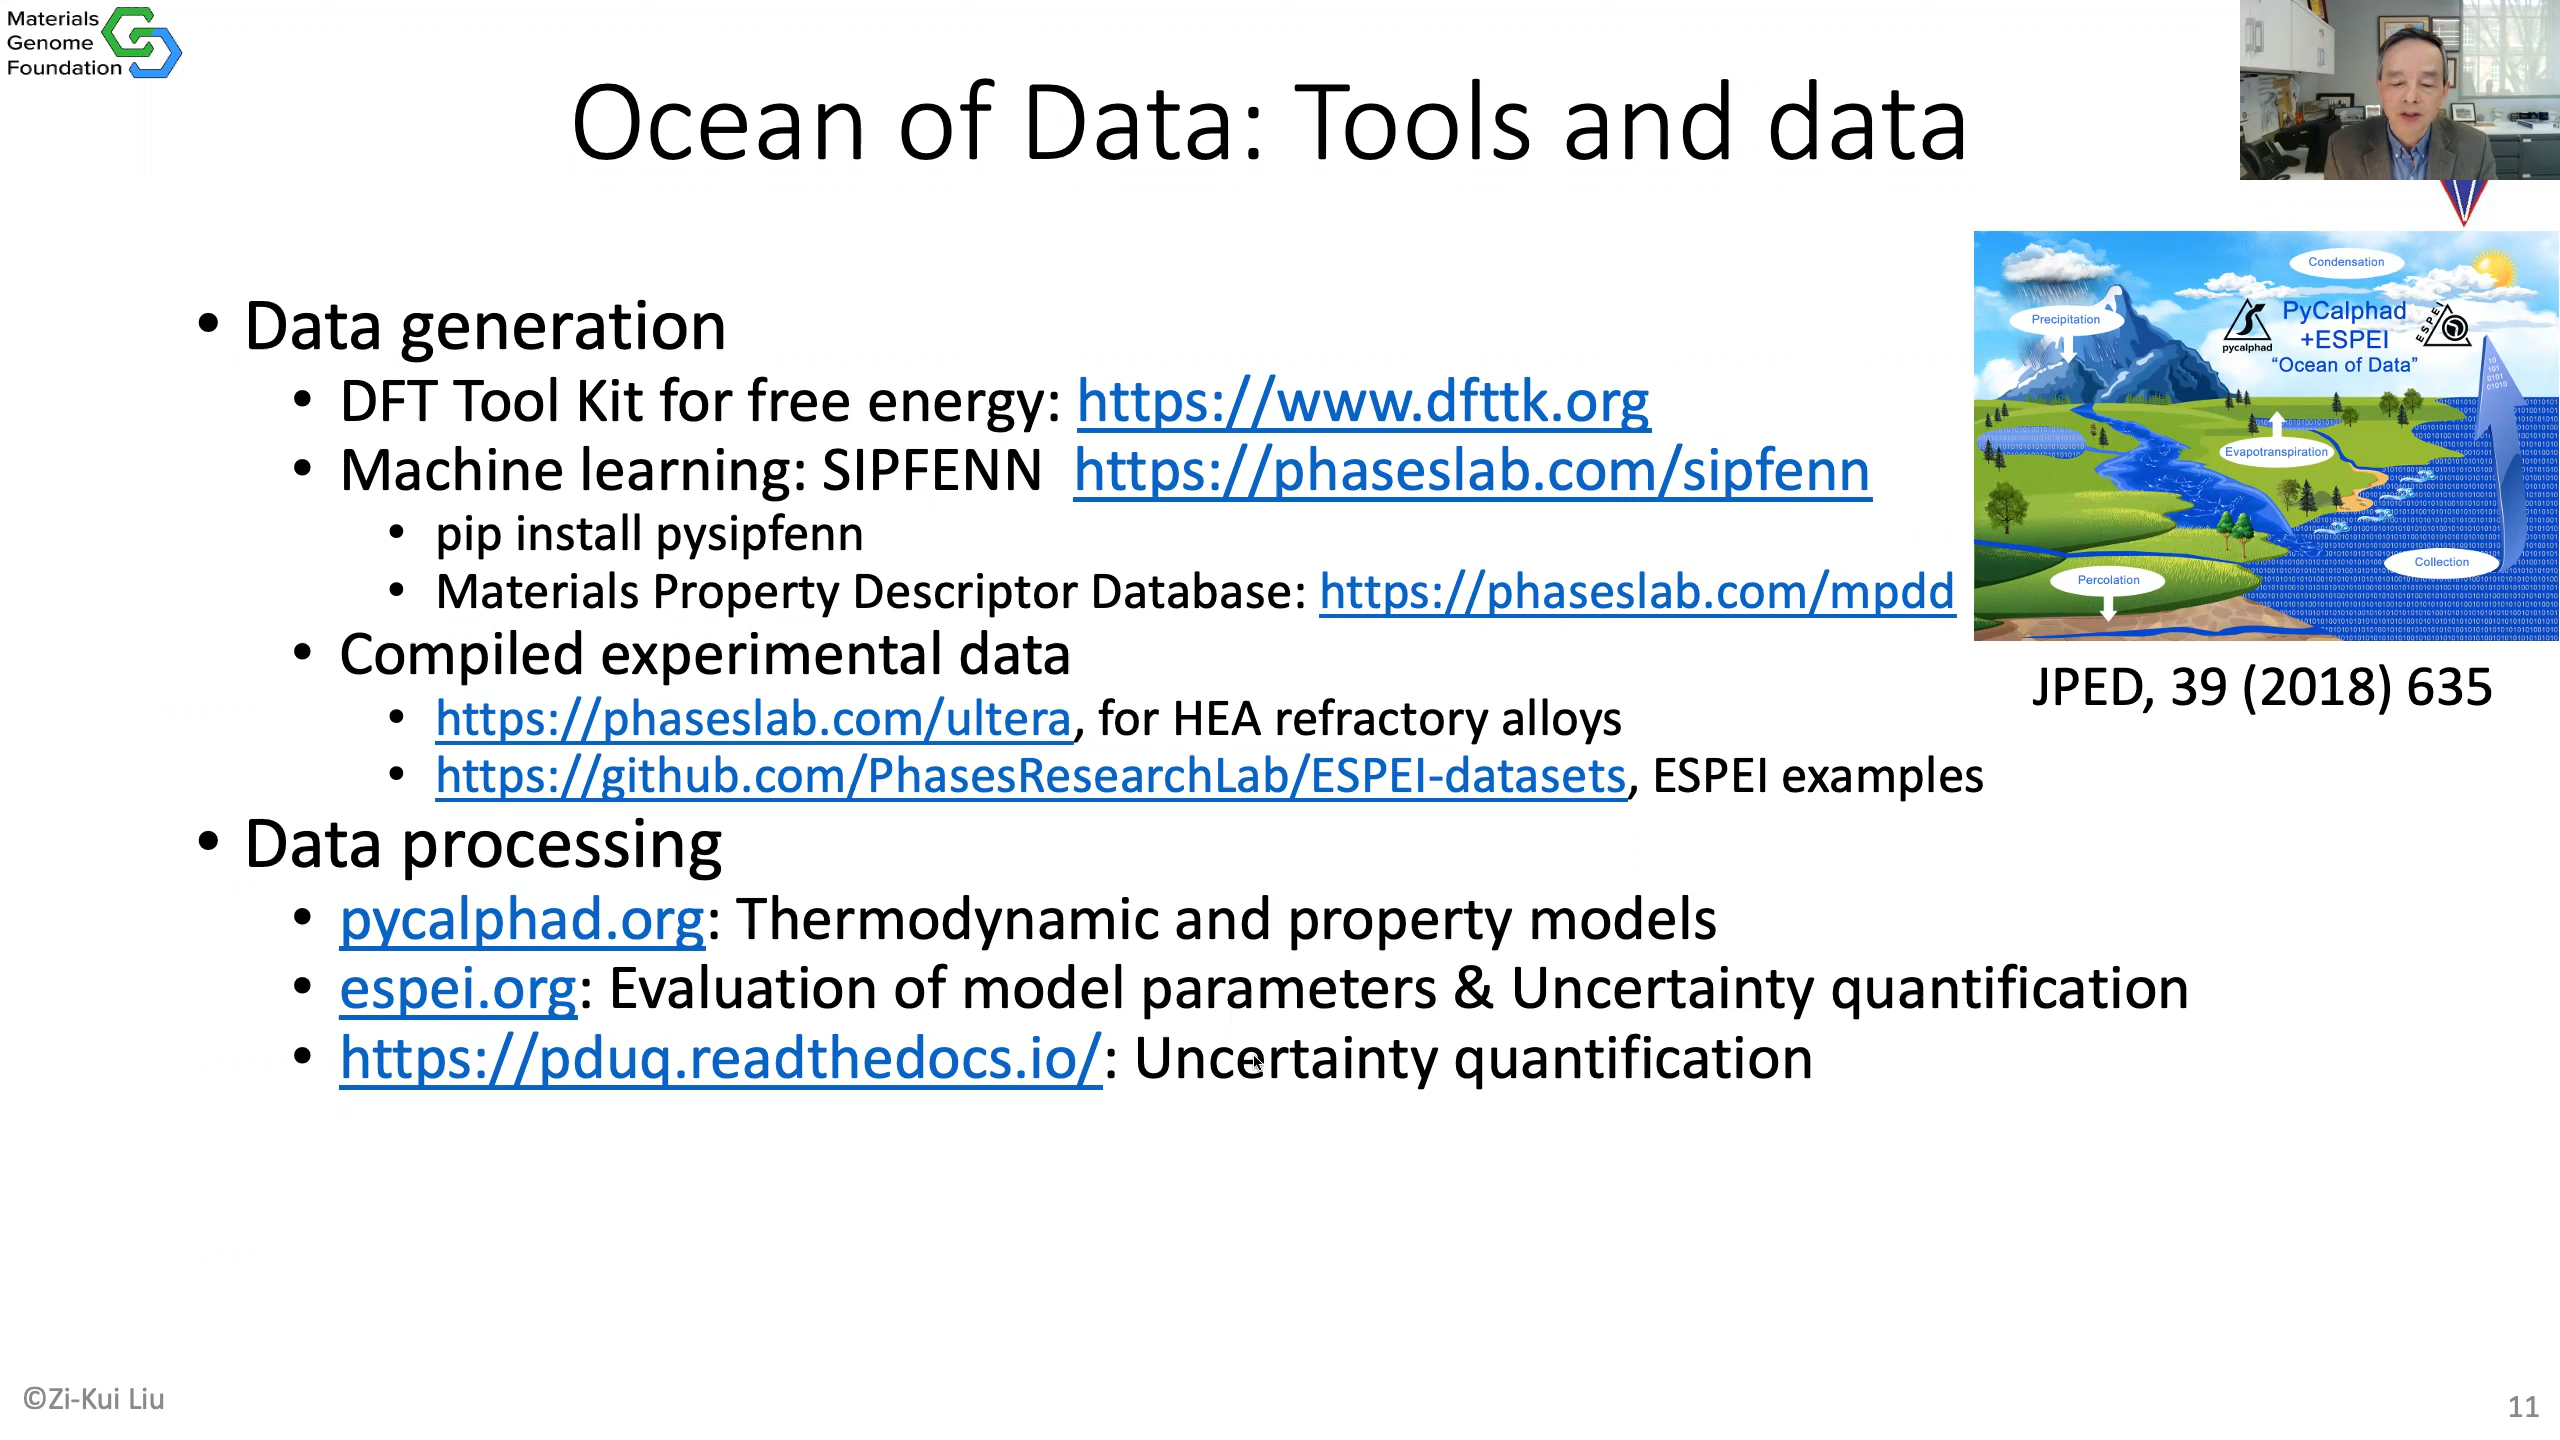 Materials
Genome
Foundation
Ocean of Data: Tools and data
• Data generation
• DFT Tool Kit for free energy: https://www.dfttk.org
• Machine learning: SIPFENN https://phaseslab.com/sipfenn
• pip install pysipfenn
• Materials Property Descriptor Database: https://phaseslab.com/mpdd
• Compiled experimental data
• https://phaseslab.com/ultera, for HEA refractory alloys
• https://github.com/PhasesResearchLab/ESPEI-datasets, ESPEI examples
• Data processing
• pycalphad.org: Thermodynamic and property models
• espei.org: Evaluation of model parameters & Uncertainty quantification
• https://pduq.readthedocs.io/: Uncertainty quantification
Condensation
Precipitation
pycalphad
PyCalphad
+ESPEI
"Ocean of Data"
ESPEI
Evapotranspiration
Collection
Percolation
JPED, 39 (2018) 635
©Zi-Kui Liu
11